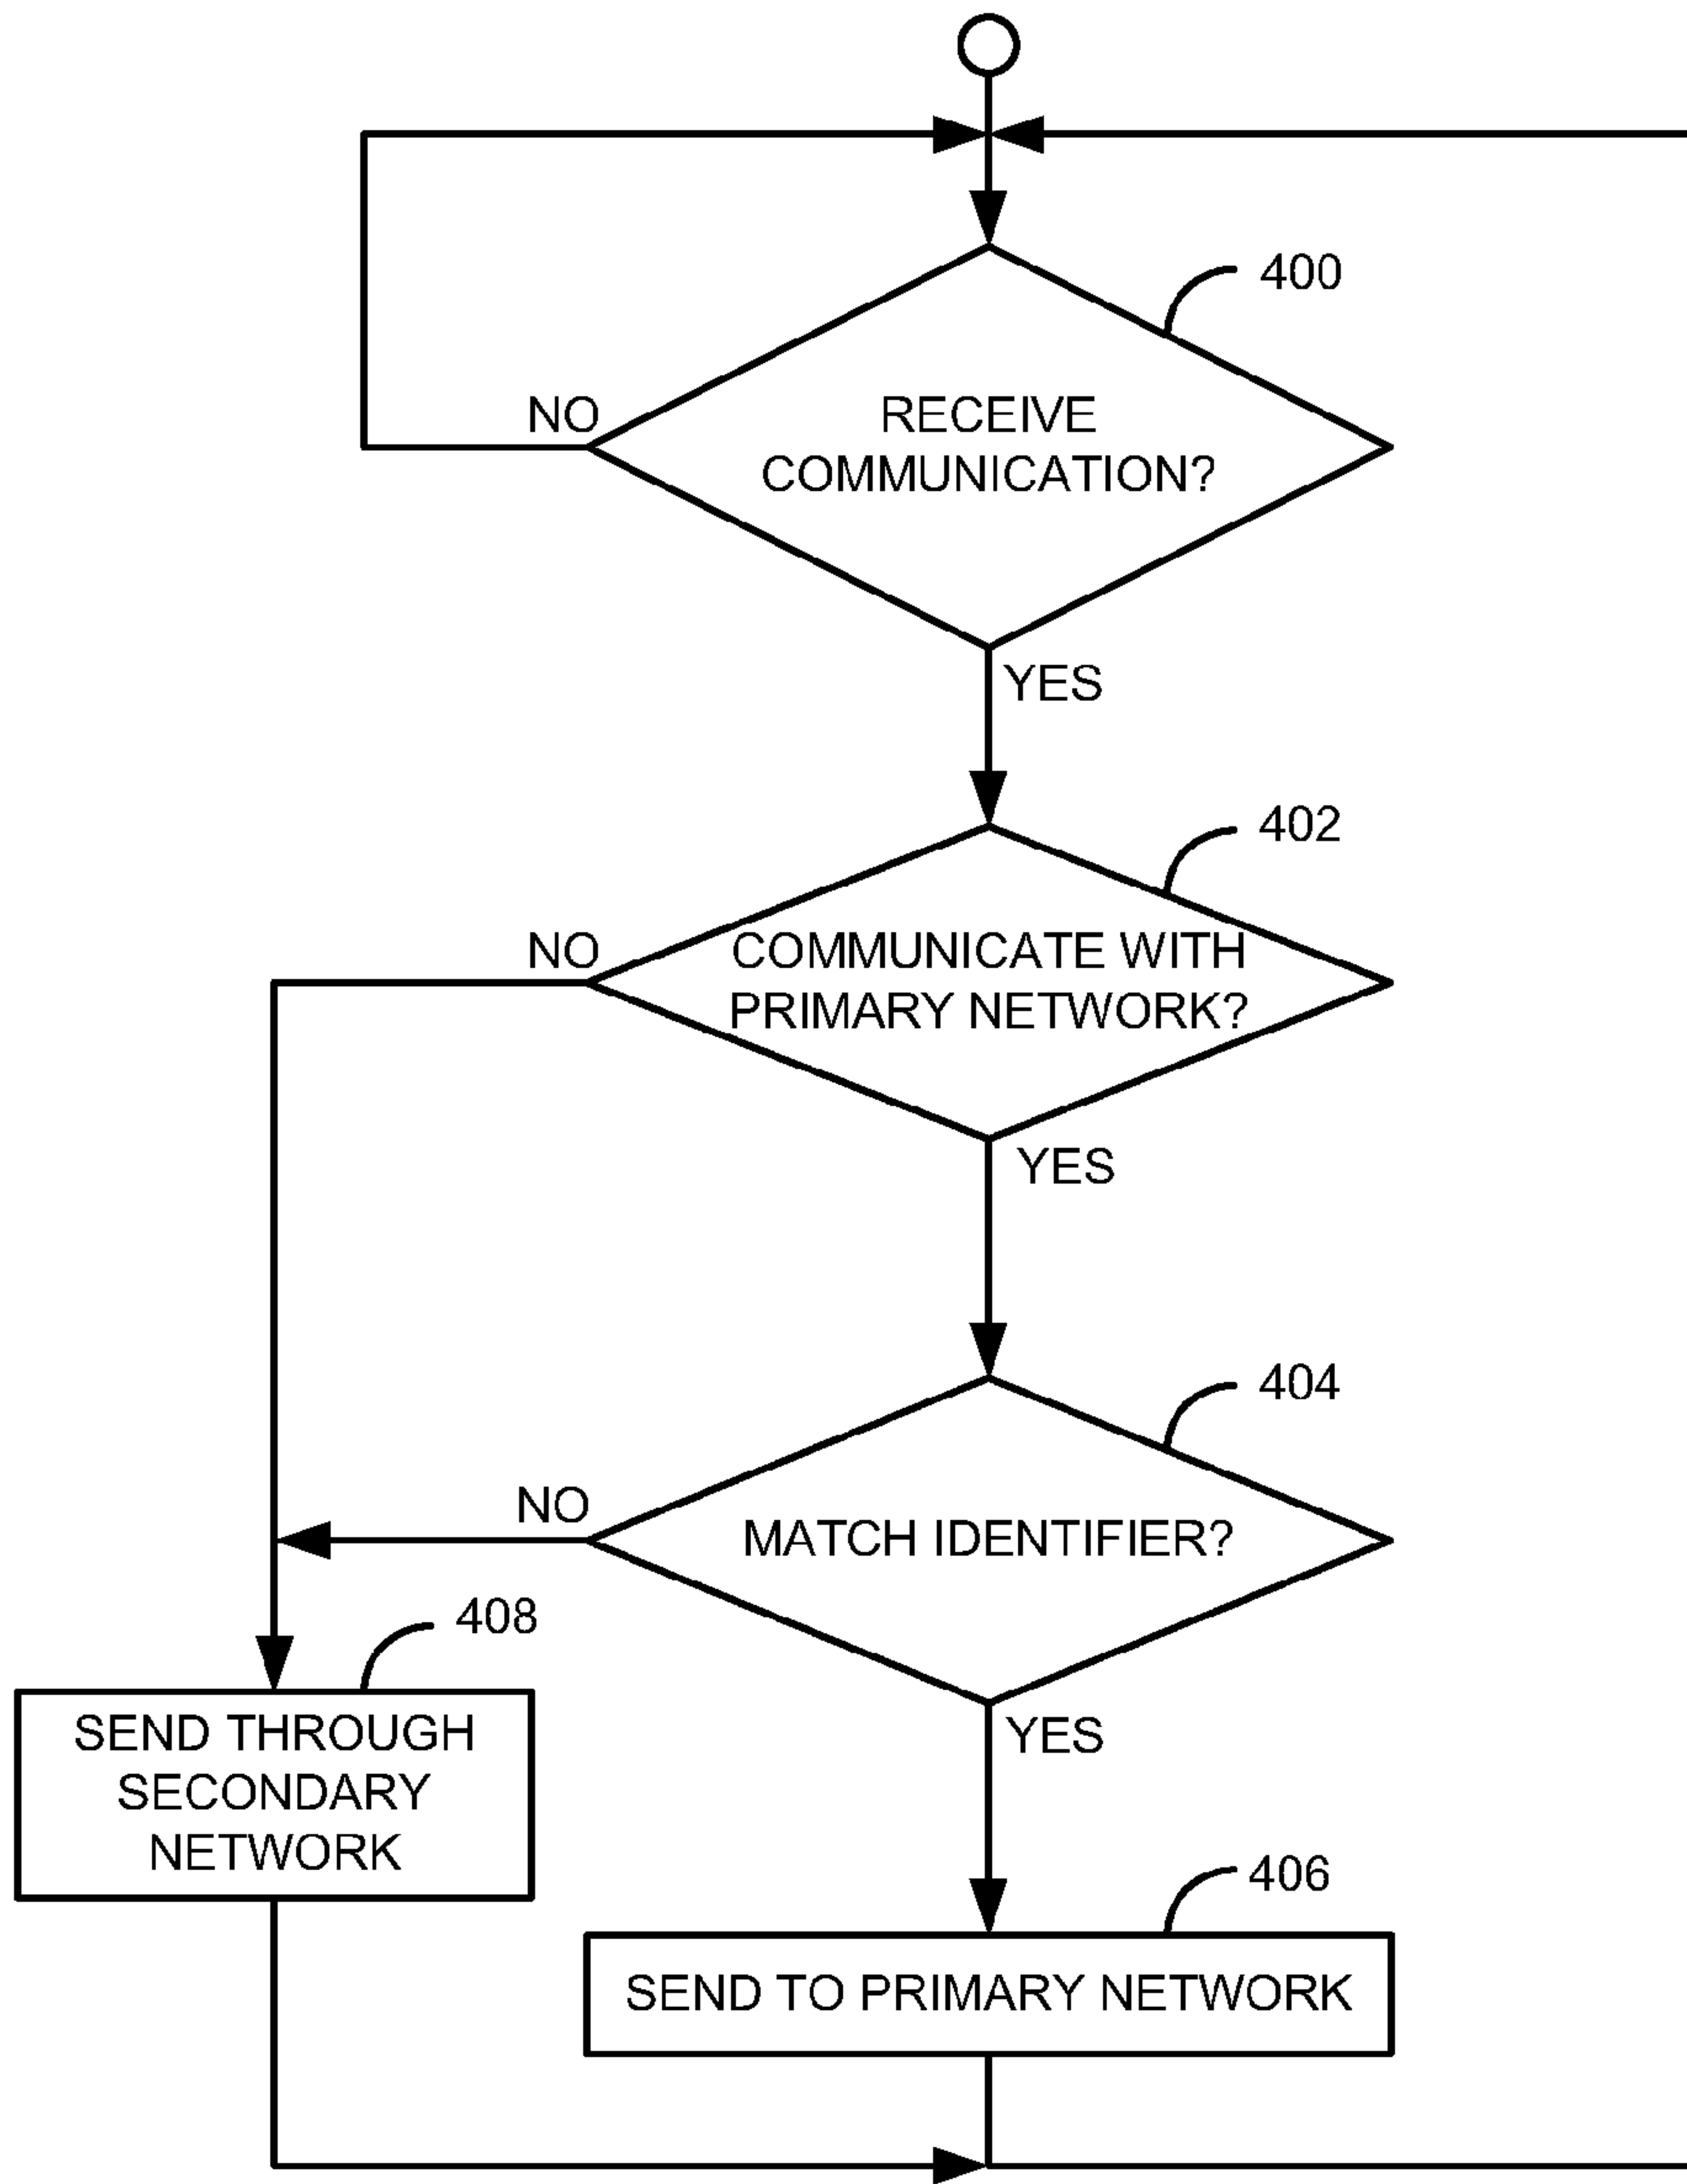 400
NO
RECEIVE
COMMUNICATION?
YES
402
NO
COMMUNICATE WITH
PRIMARY NETWORK?
YES
404
NO
MATCH IDENTIFIER?
408
SEND THROUGH
SECONDARY
NETWORK
YES
406
SEND TO PRIMARY NETWORK